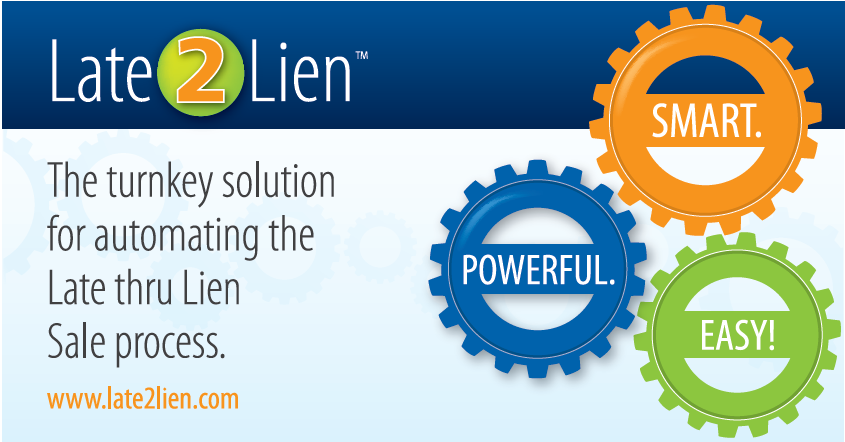 Late2Lien™
SMART.
The turnkey solution
for automating the
Late thru Lien
Sale process.
POWERFUL.
EASY!
www.late2lien.com